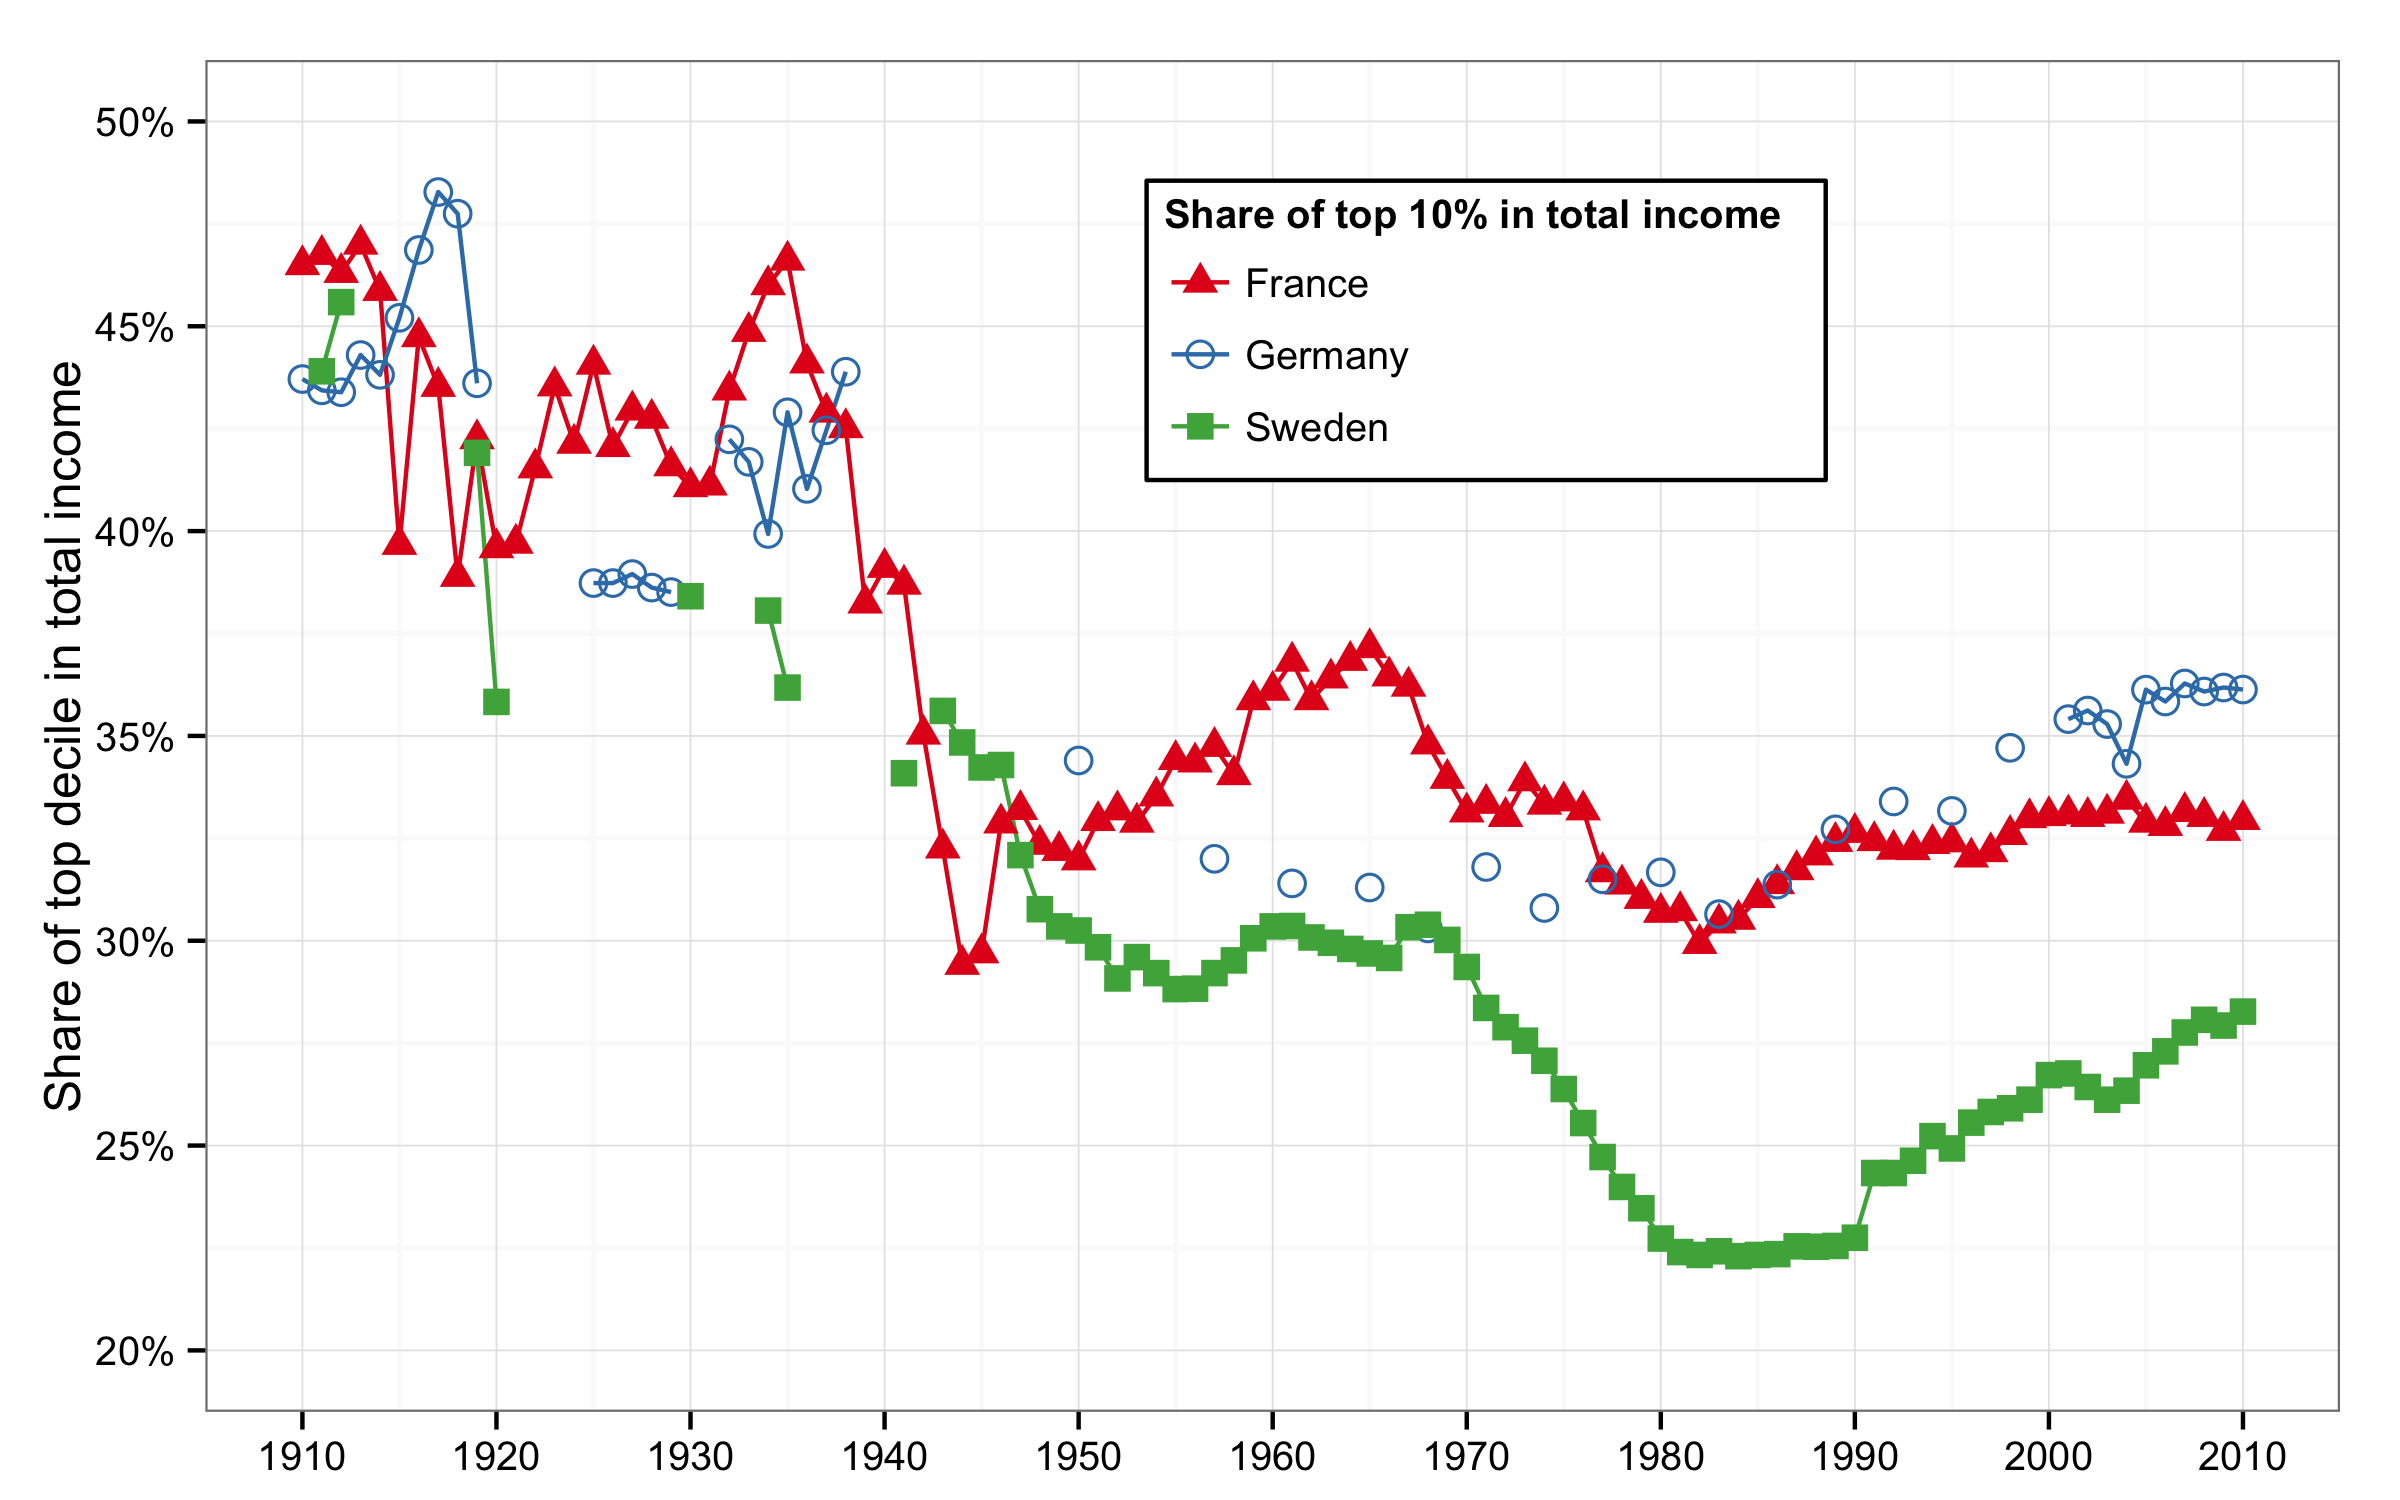 Share of top decile in total income
50%
45%
40%
35%
30%
25%
20%
Share of top 10% in total income
France
Germany
Sweden
1910 1920 1930 1940 1950 1960 1970 1980 1990 2000 2010